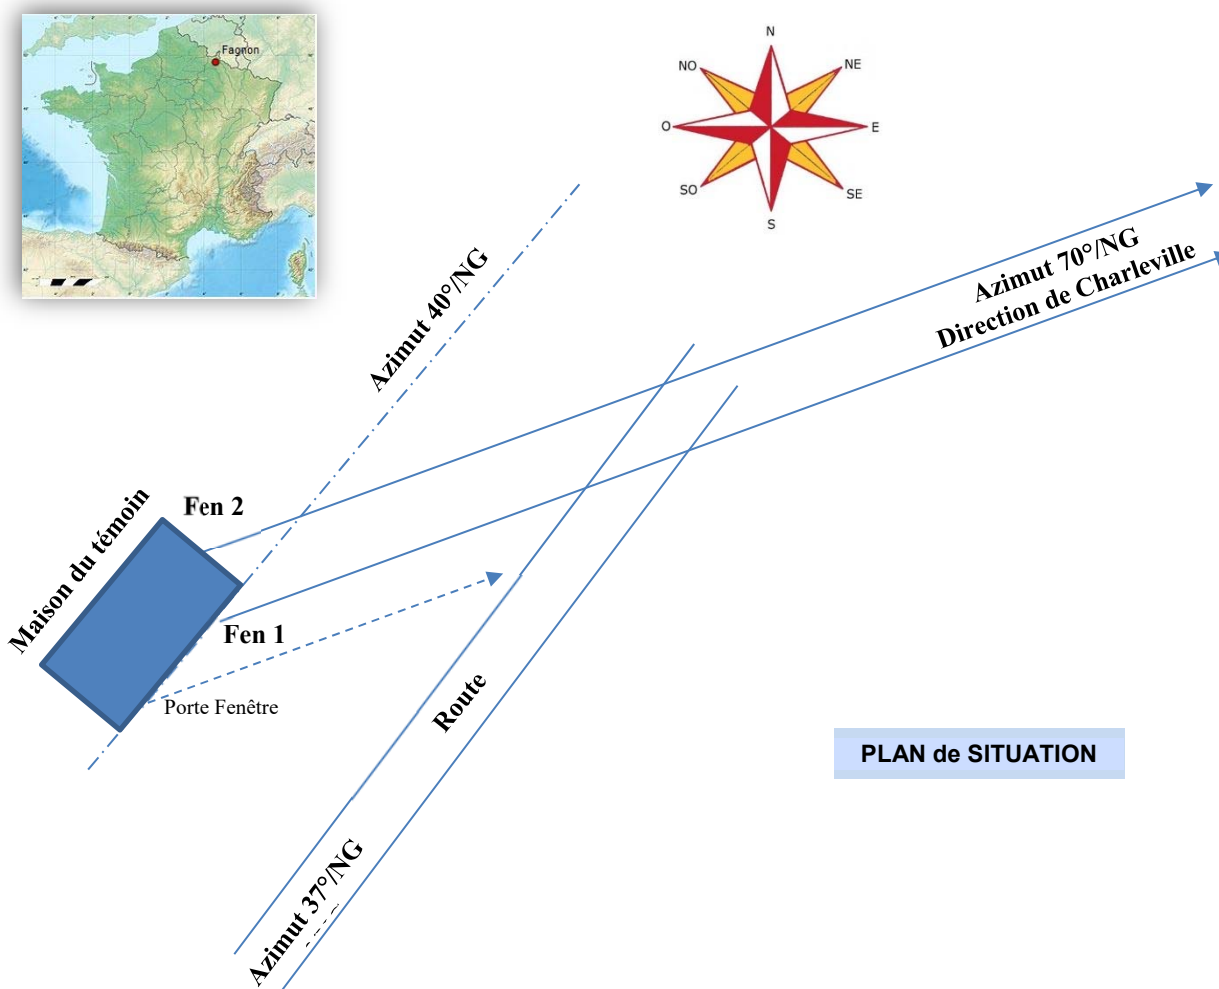 Fagnon
N
NO
NE
O
E
SO
SE
S
Azimut 40°/NG
Azimut 70°/NG
Direction de Charleville
Maison du témoin
Fen 2
Fen 1
Porte Fenêtre
Route
Azimut 37°/NG
PLAN de SITUATION